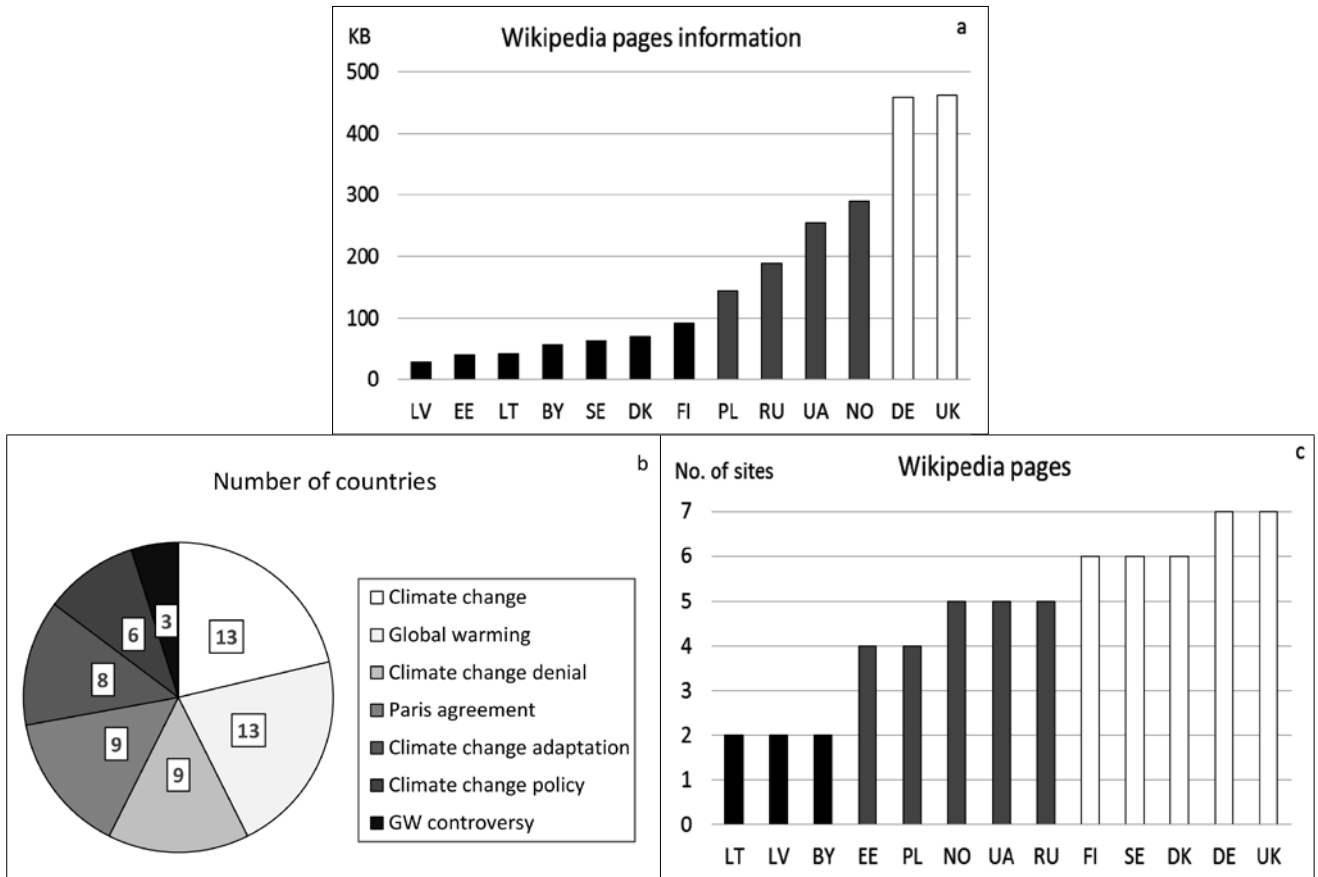 KB
Wikipedia pages information
a
500
400
300
200
100
0
LV EE LT BY SE DK FI PL RU UA NO DE UK
b
Number of countries
13
13
9
9
8
6
3
Climate change
Global warming
Climate change denial
Paris agreement
Climate change adaptation
Climate change policy
GW controversy
c
No. of sites
Wikipedia pages
7
6
5
4
3
2
1
0
LT LV BY EE PL NO UA RU FI SE DK DE UK